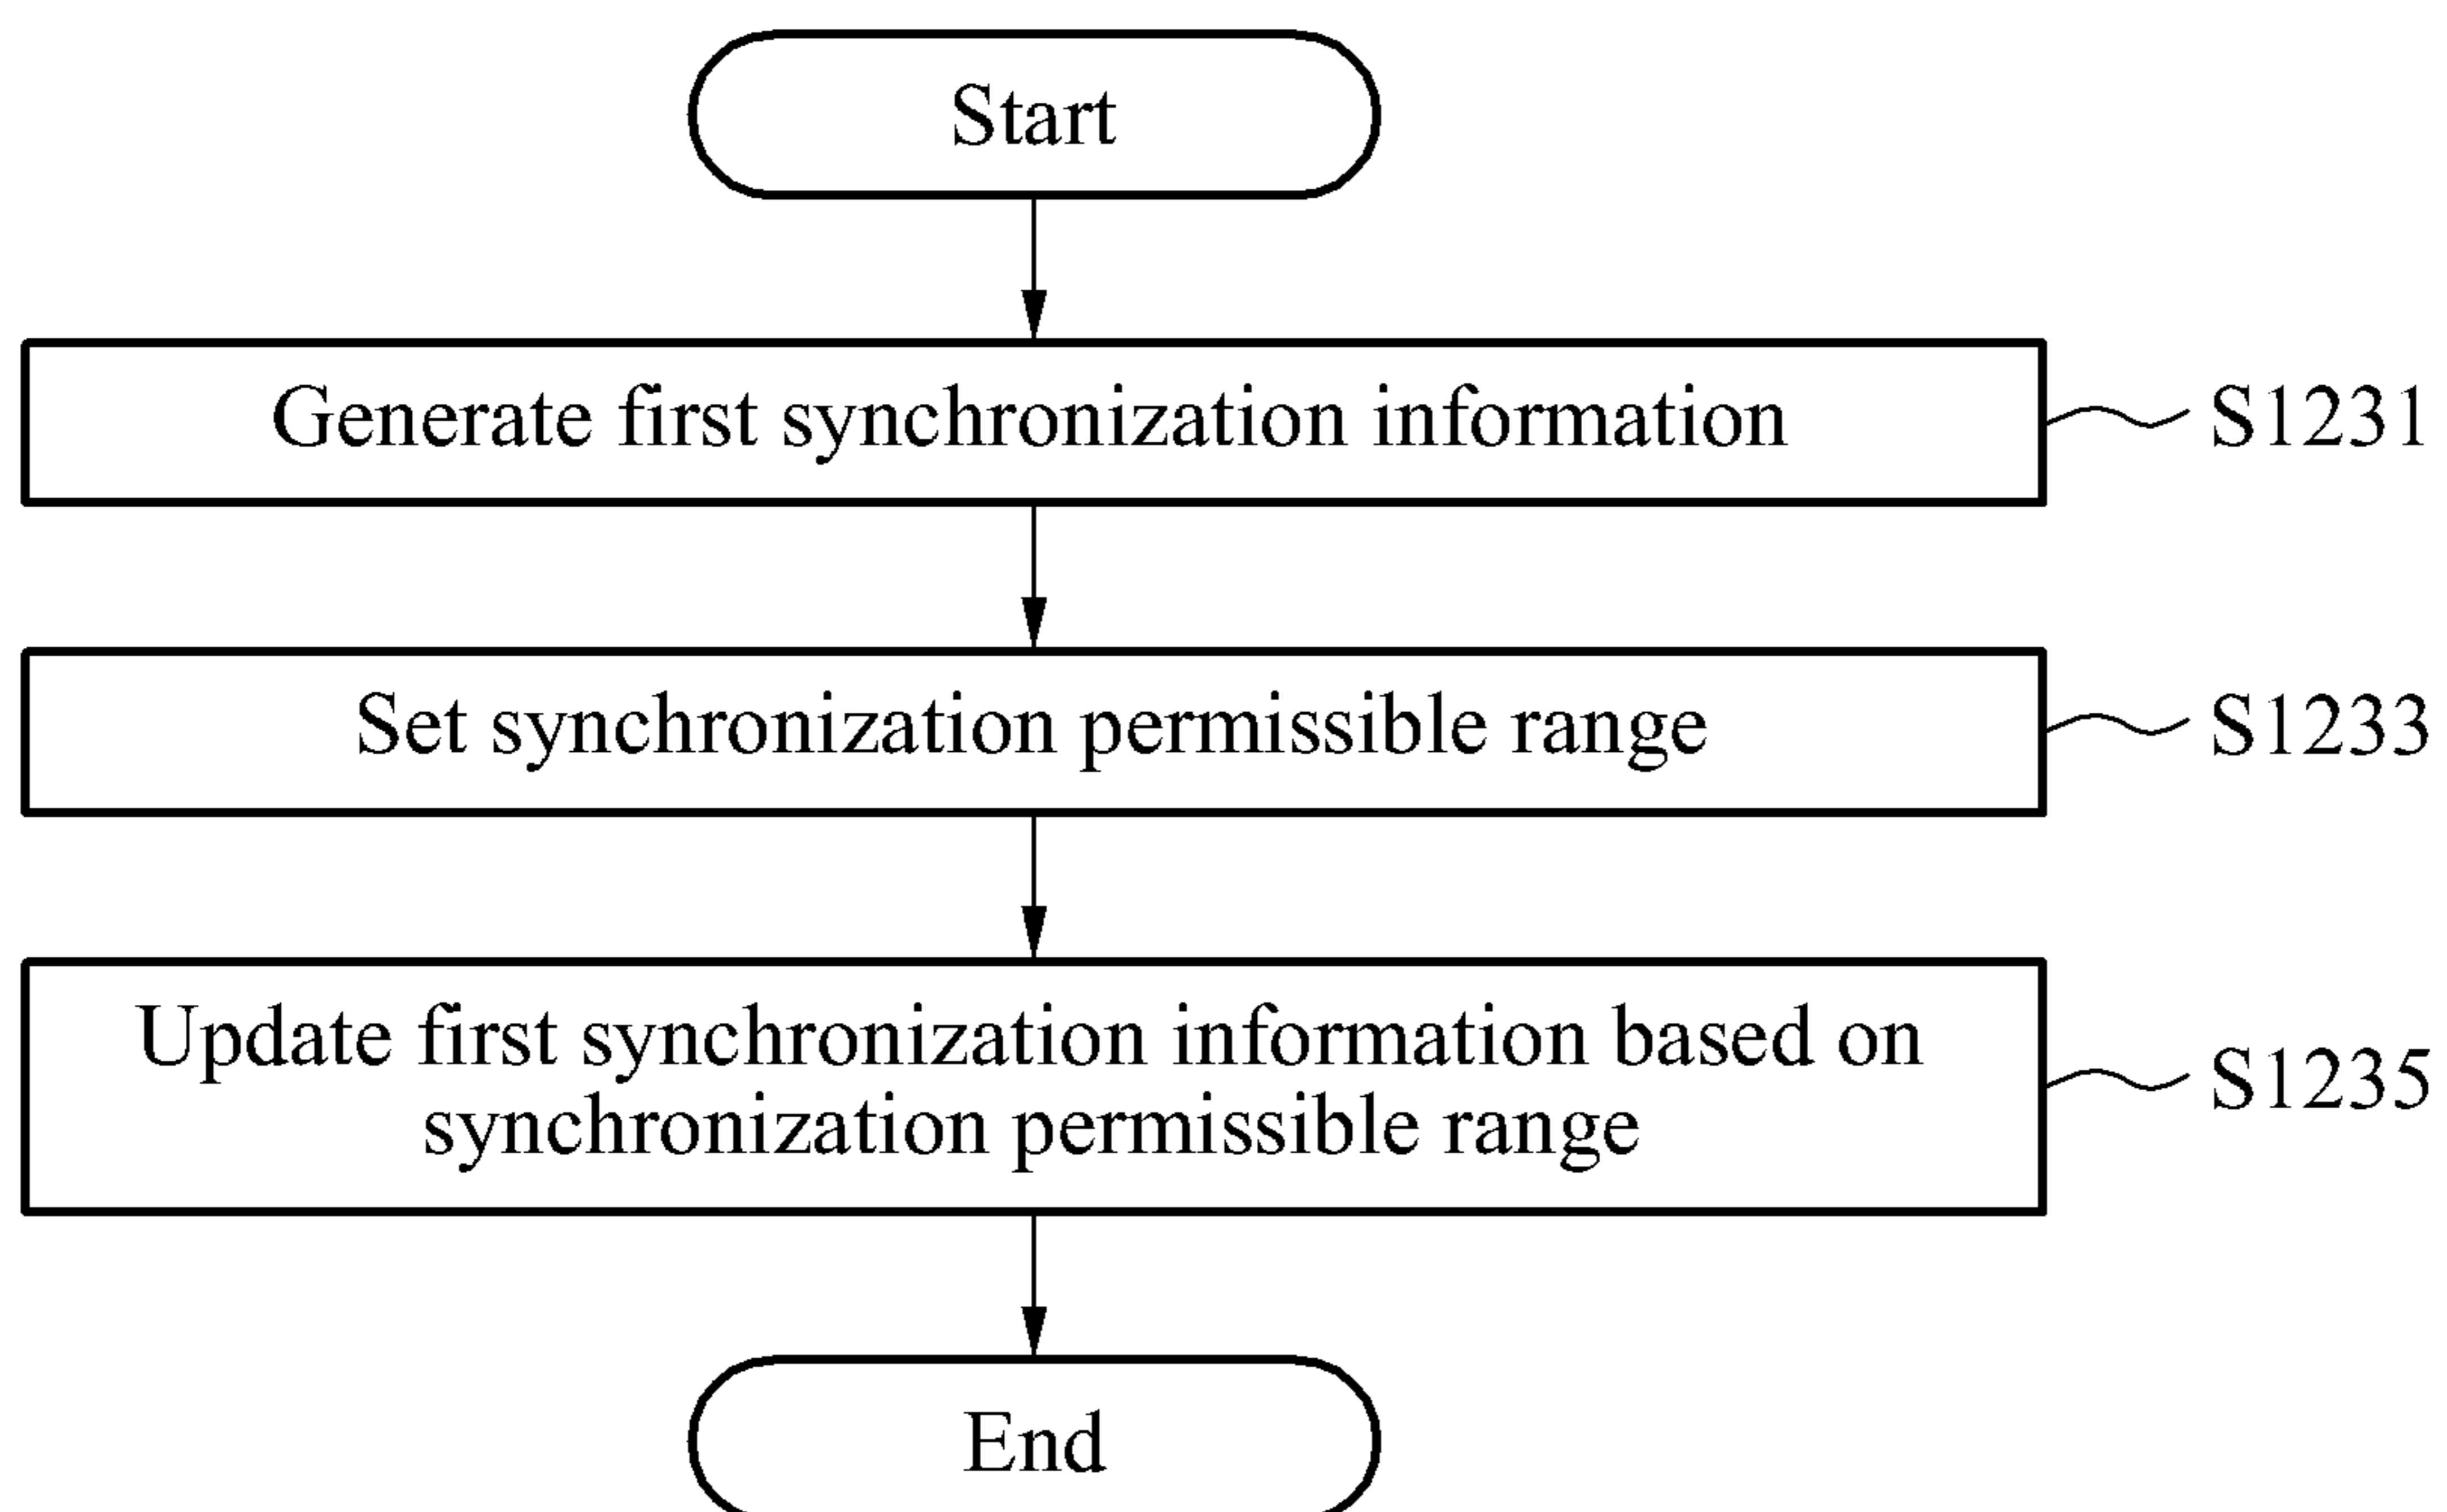 Start
Generate first synchronization information
S1231
Set synchronization permissible range
S1233
Update first synchronization information based on
synchronization permissible range
S1235
End